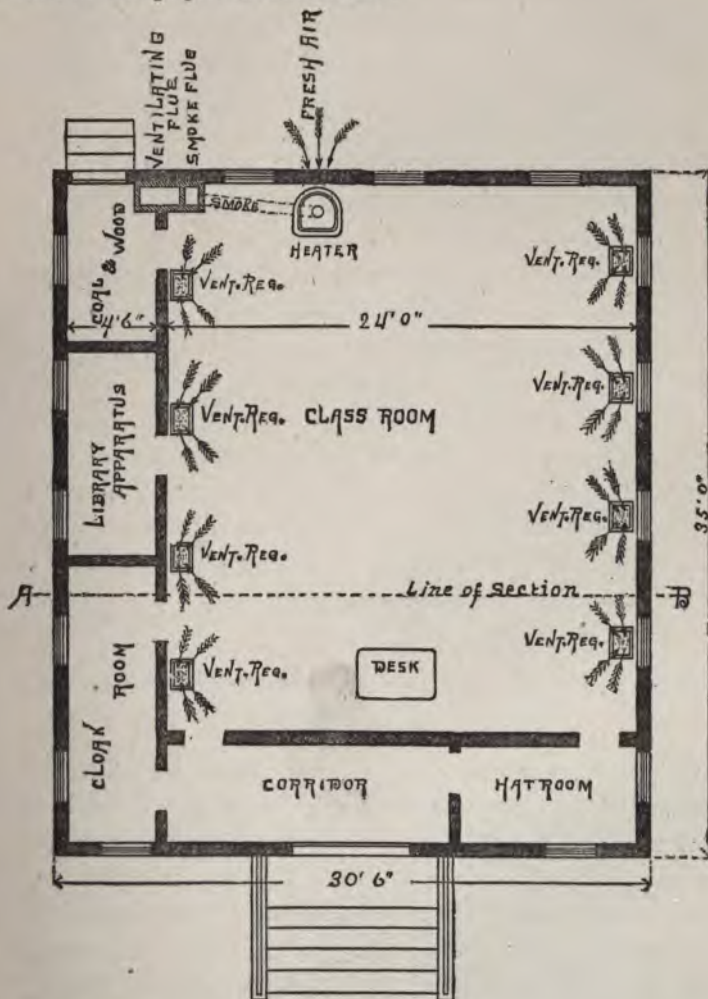 VENTILATING
FLUE
SMOKE FLUE
FRESH AIR
SMOKE
HEATER
COAL & WOOD
VENT. REG.
VENT. REG.
4'6"
24'0"
VENT. REG.
CLASS ROOM
VENT. REG.
LIBRARY
APPARATUS
35'0"
VENT. REG.
VENT. REG.
A
Line of Section
B
CLOAK
ROOM
VENT. REG.
DESK
VENT. REG.
CORRIDOR
HAT ROOM
30' 6"